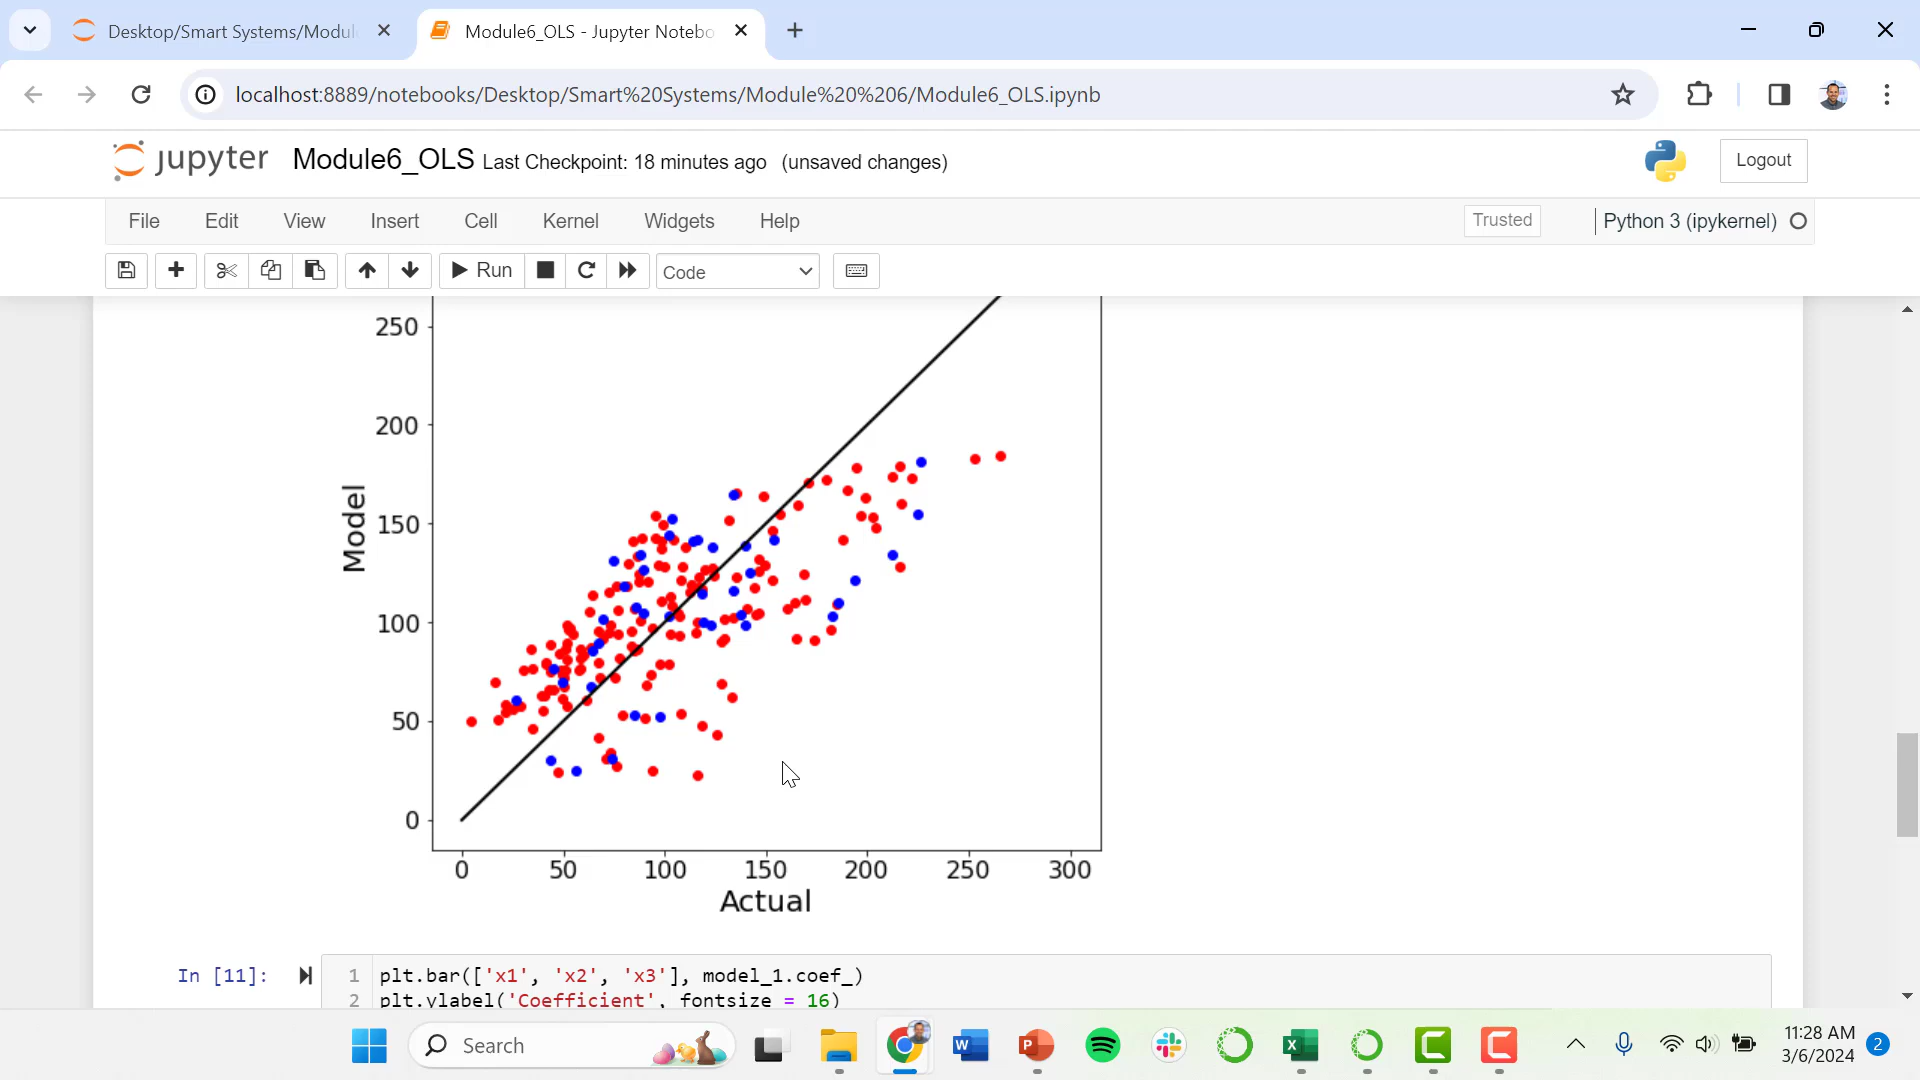 Desktop/Smart Systems/Modul
Module6_OLS - Jupyter Notebo
localhost:8889/notebooks/Desktop/Smart%20Systems/Module%20%206/Module6_OLS.ipynb
jupyter Module6_OLS Last Checkpoint: 18 minutes ago (unsaved changes)
Logout
File Edit View Insert Cell Kernel Widgets Help
Trusted
Python 3 (ipykernel)
Run
Code
250
200
150
100
50
0
Model
0 50 100 150 200 250 300
Actual
In [11]:
1 plt.bar(['x1', 'x2', 'x3'], model_1.coef_)
2 plt.ylabel('Coefficient', fontsize = 16)
Search
W
P
X
C
C
11:28 AM
3/6/2024
2